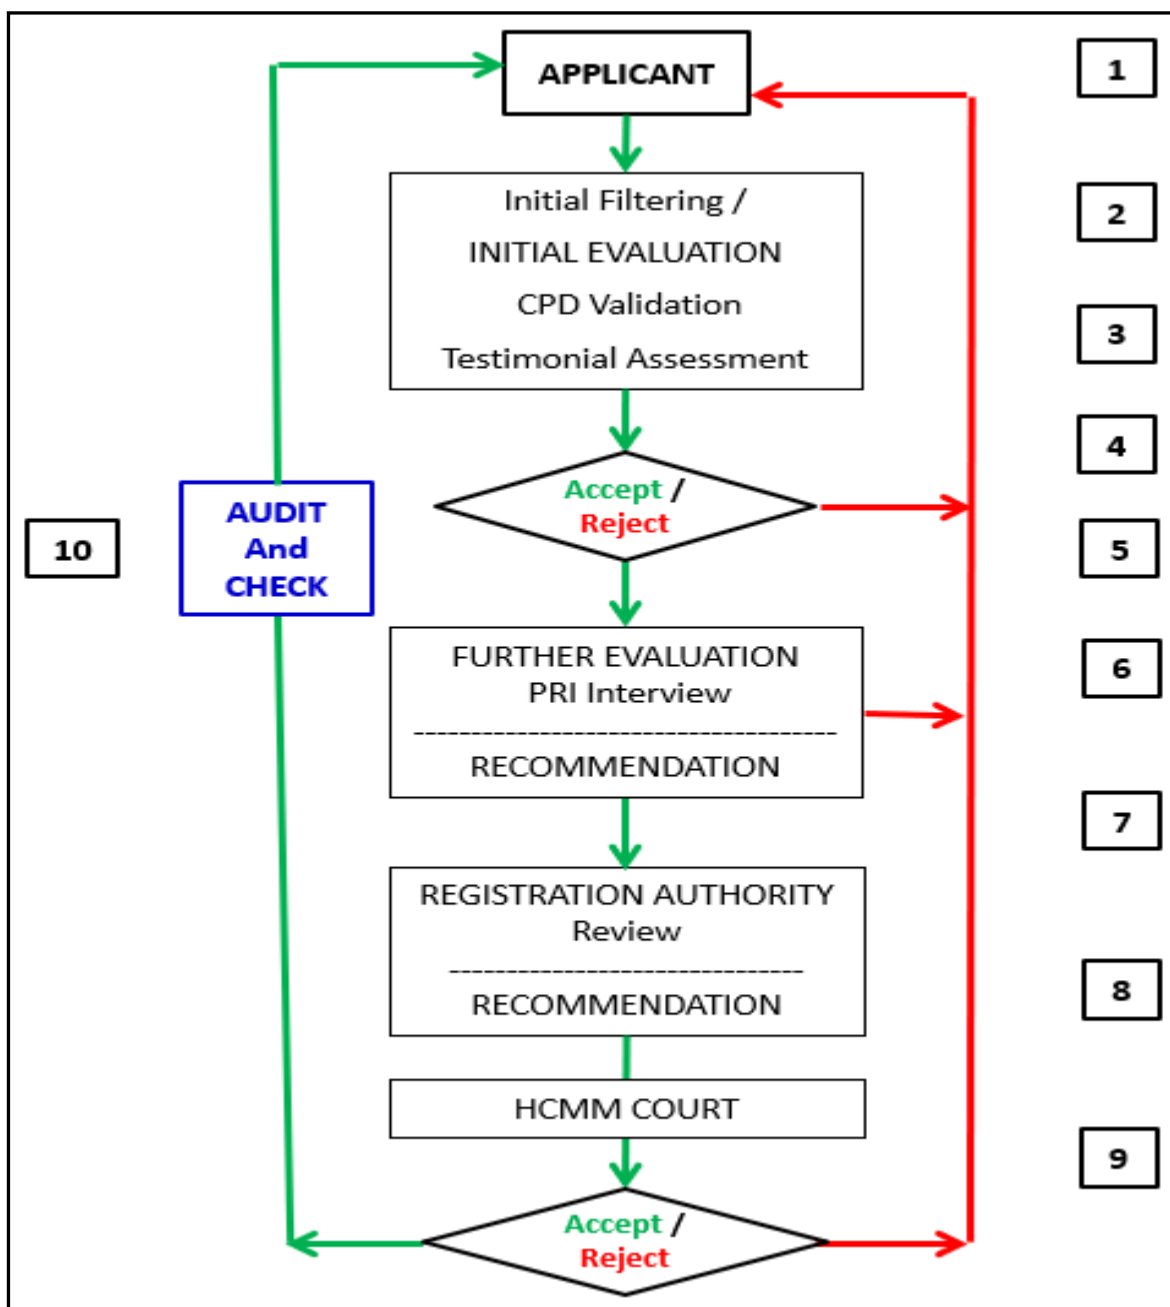 APPLICANT
1
Initial Filtering /
2
INITIAL EVALUATION
CPD Validation
3
Testimonial Assessment
4
Accept /
Reject
AUDIT
And
CHECK
10
5
FURTHER EVALUATION
PRI Interview
6
-------------------------------------
RECOMMENDATION
7
REGISTRATION AUTHORITY
Review
-------------------------------
RECOMMENDATION
8
HCMM COURT
9
Accept /
Reject